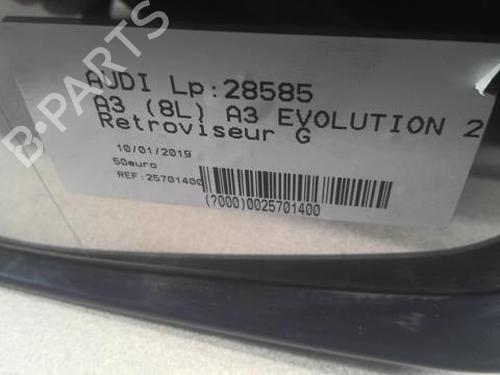 B-PARTS
AUDI Lp:28585
A3 (8L) A3 EVOLUTION 2
Retroviseur G
10/01/2019
50euro
REF:25701400
(?000)0025701400